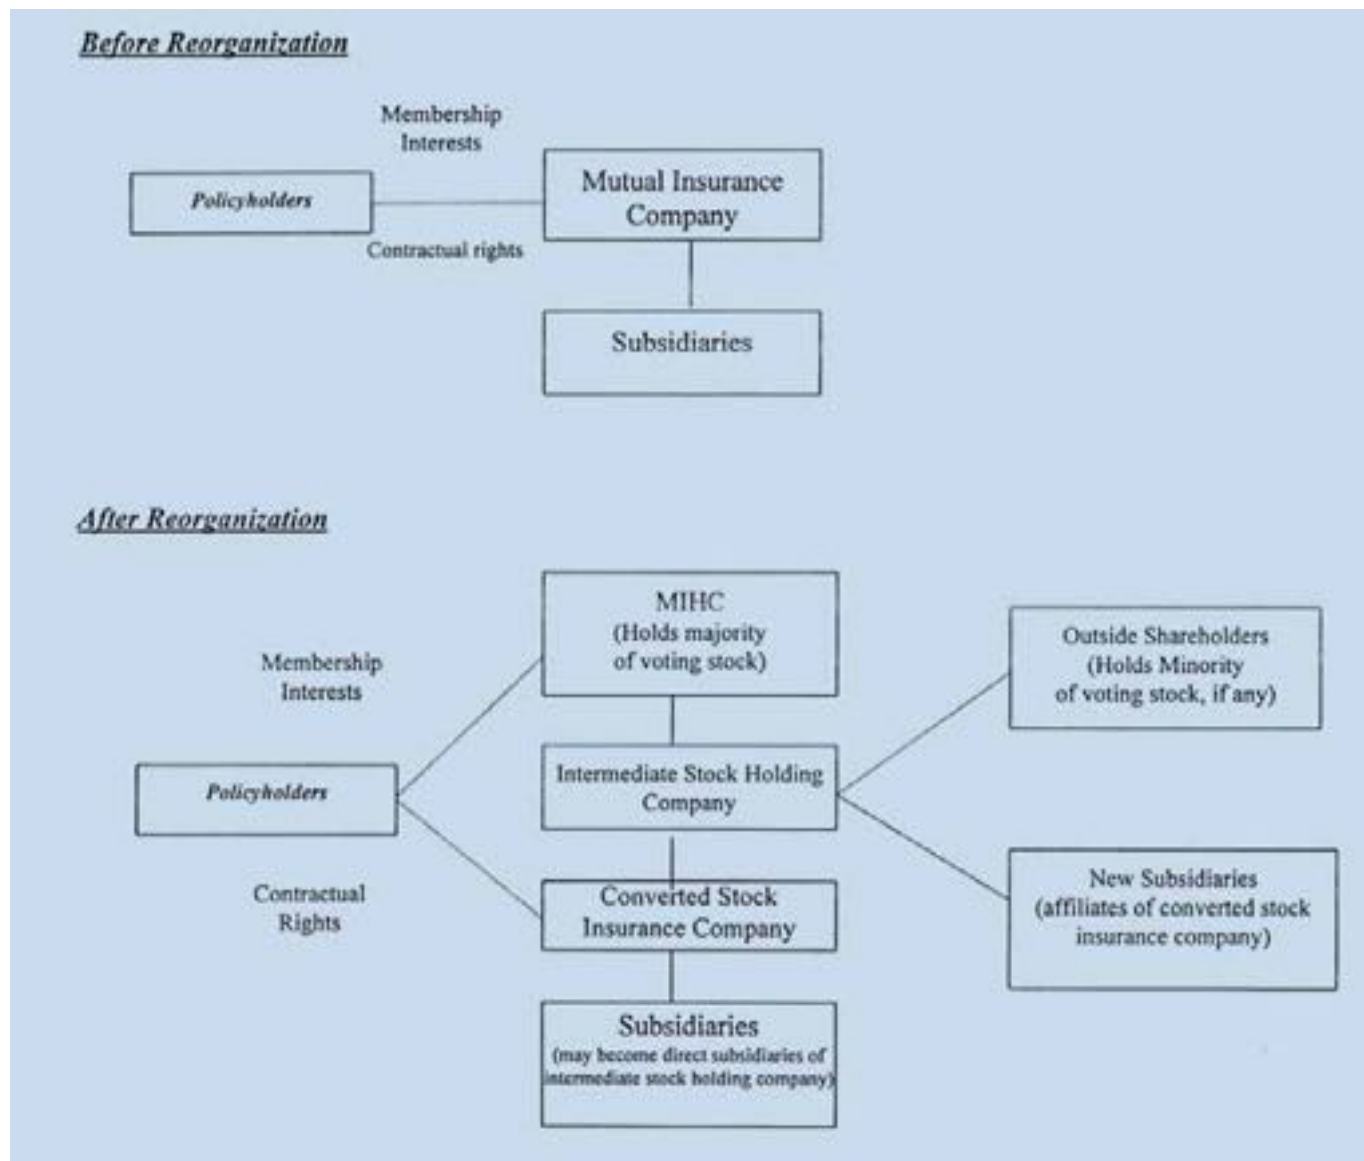 Before Reorganization
Membership
Interests
Policyholders
Mutual Insurance
Company
Contractual rights
Subsidiaries
After Reorganization
MIHC
(Holds majority
of voting stock)
Outside Shareholders
(Holds Minority
of voting stock, if any)
Membership
Interests
Policyholders
Intermediate Stock Holding
Company
Contractual
Rights
Converted Stock
Insurance Company
New Subsidiaries
(affiliates of converted stock
insurance company)
Subsidiaries
(may become direct subsidiaries of
intermediate stock holding company)